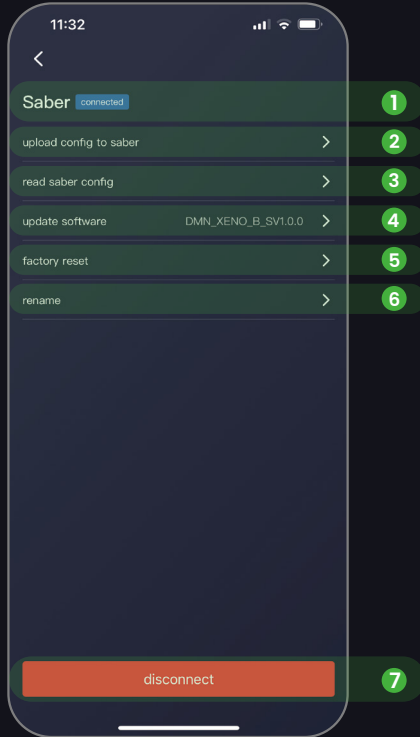 11:32
Saber connected 1
upload config to saber 2
read saber config 3
update software DMN_XENO_B_SV1.0.0 4
factory reset 5
rename 6
disconnect 7